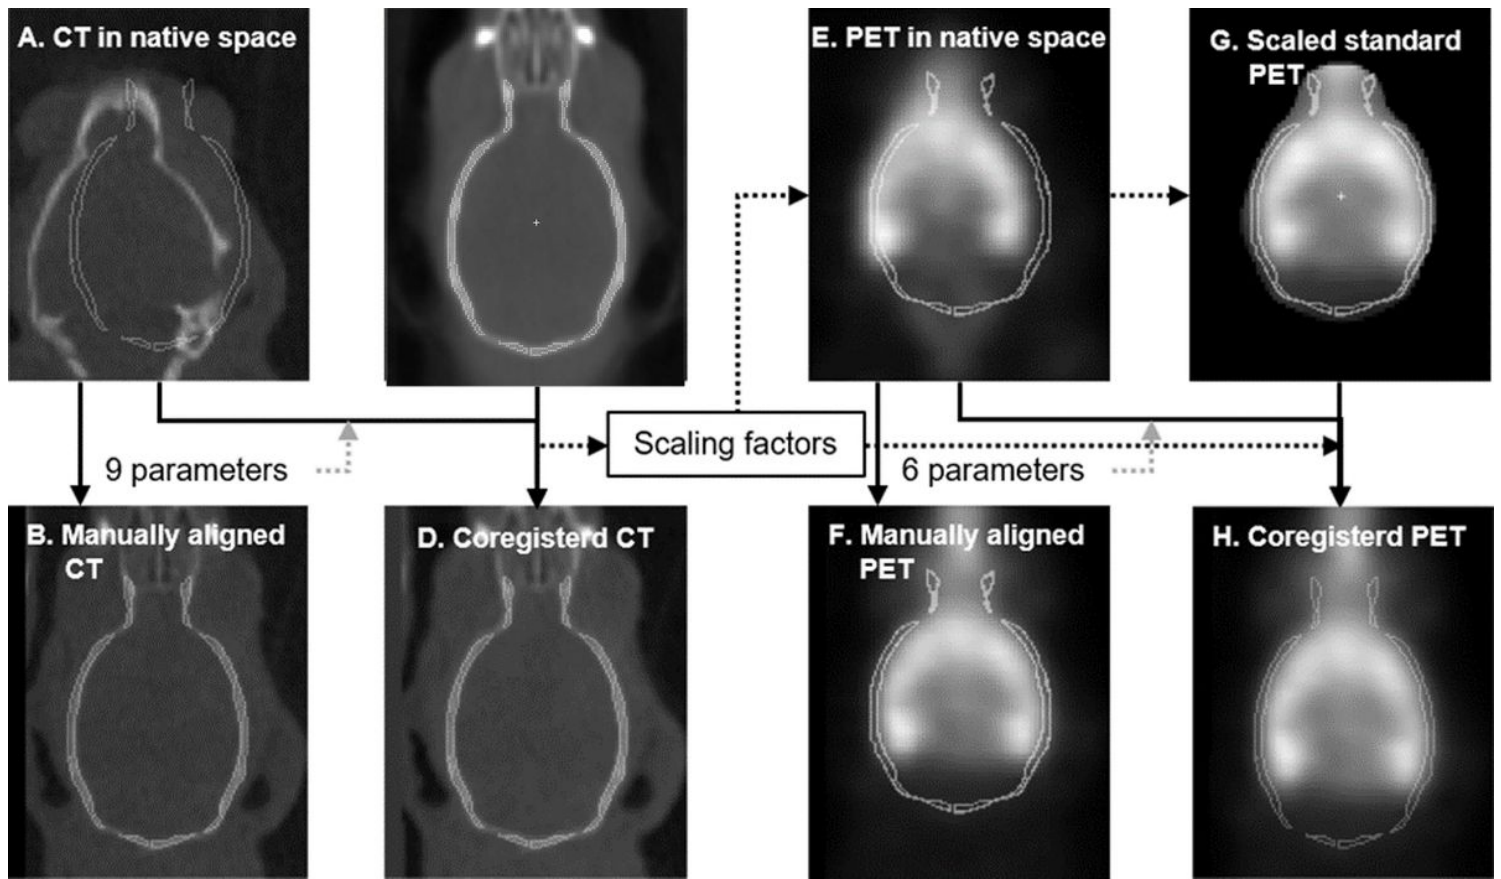 A. CT in native space
E. PET in native space
G. Scaled standard
PET
Scaling factors
9 parameters
6 parameters
B. Manually aligned
CT
D. Coregisterd CT
F. Manually aligned
PET
H. Coregisterd PET